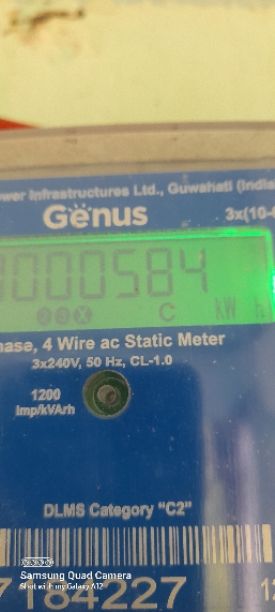 ower Infrastructures Ltd., Guwahati (India
Genus
3x(10-6
000584
C kW h
hase, 4 Wire ac Static Meter
3x240V, 50 Hz, CL-1.0
1200
Imp/kVArh
DLMS Category "C2"
Samsung Quad Camera
Shot with my Galaxy A12
7184227